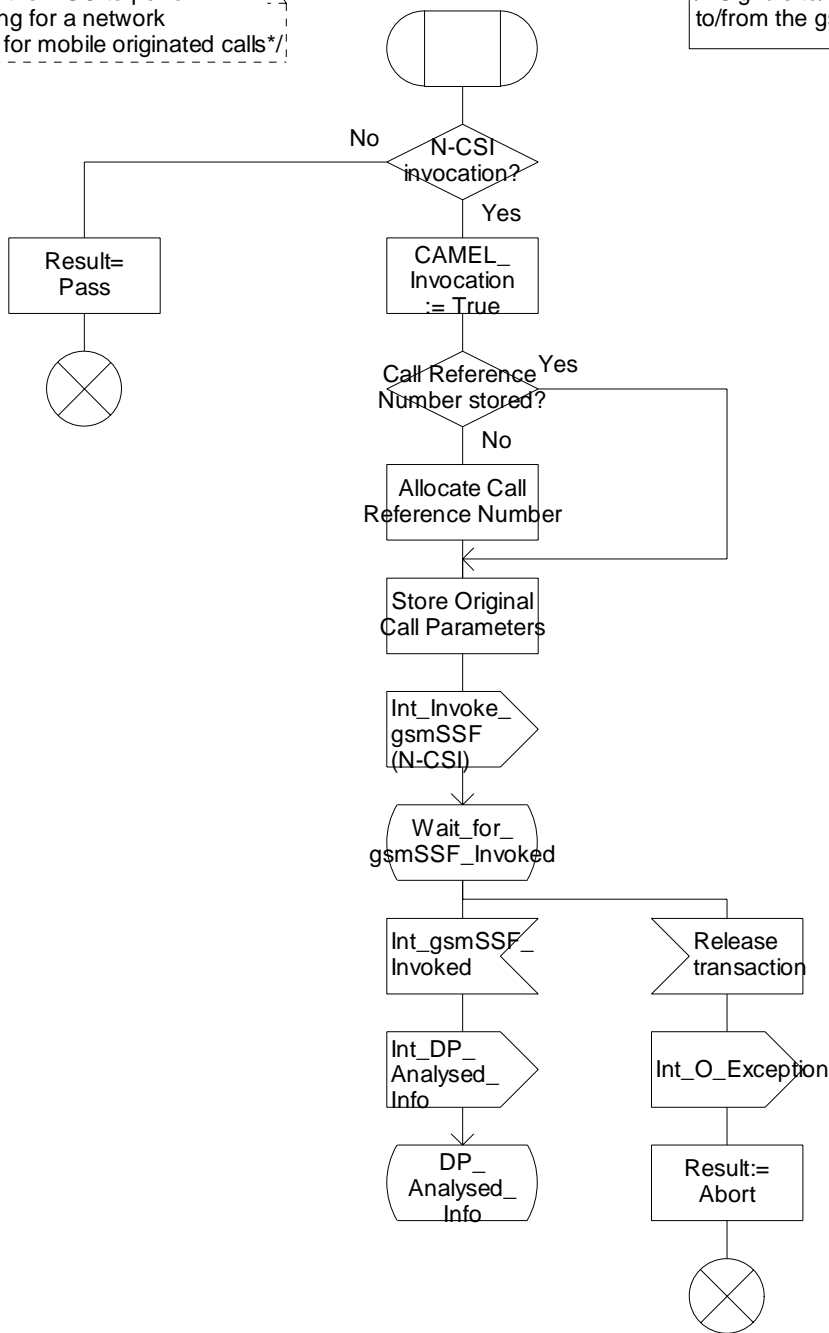 ng for a network
for mobile originated calls*/
to/from the gs
No
N-CSI
invocation?
Yes
Result=
Pass
CAMEL_
Invocation
:= True
Call Reference
Number stored?
Yes
No
Allocate Call
Reference Number
Store Original
Call Parameters
Int_Invoke_
gsmSSF
(N-CSI)
Wait_for_
gsmSSF_Invoked
Int_gsmSSF_
Invoked
Release
transaction
Int_DP_
Analysed_
Info
Int_O_Exception
DP_
Analysed_
Info
Result:=
Abort